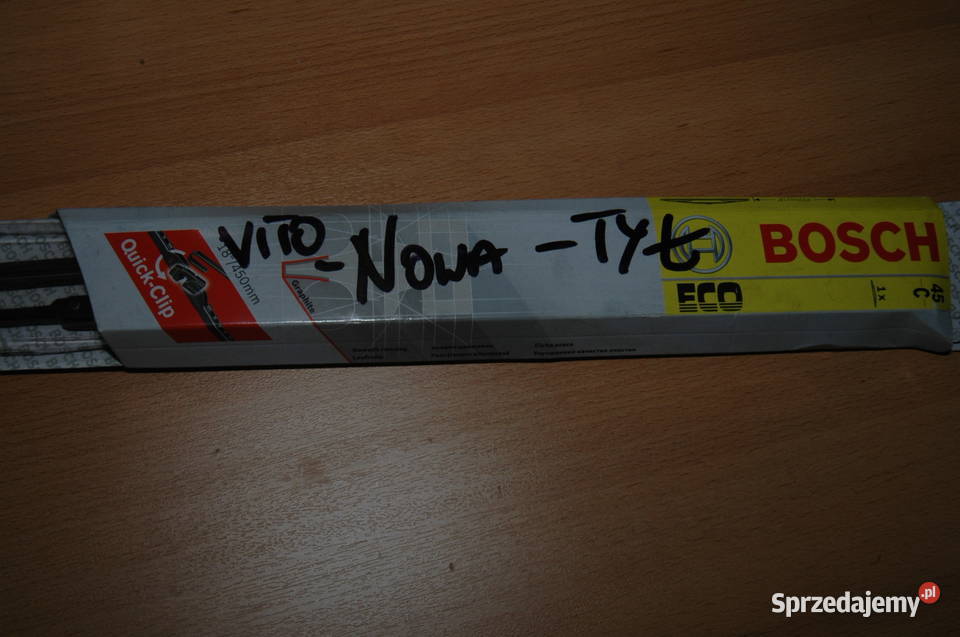 VITO - NOWA - TYŁ
BOSCH
ECO
45 C
1x
Quick-Clip
18"/450mm
Graphite
Sprzedajemy.pl